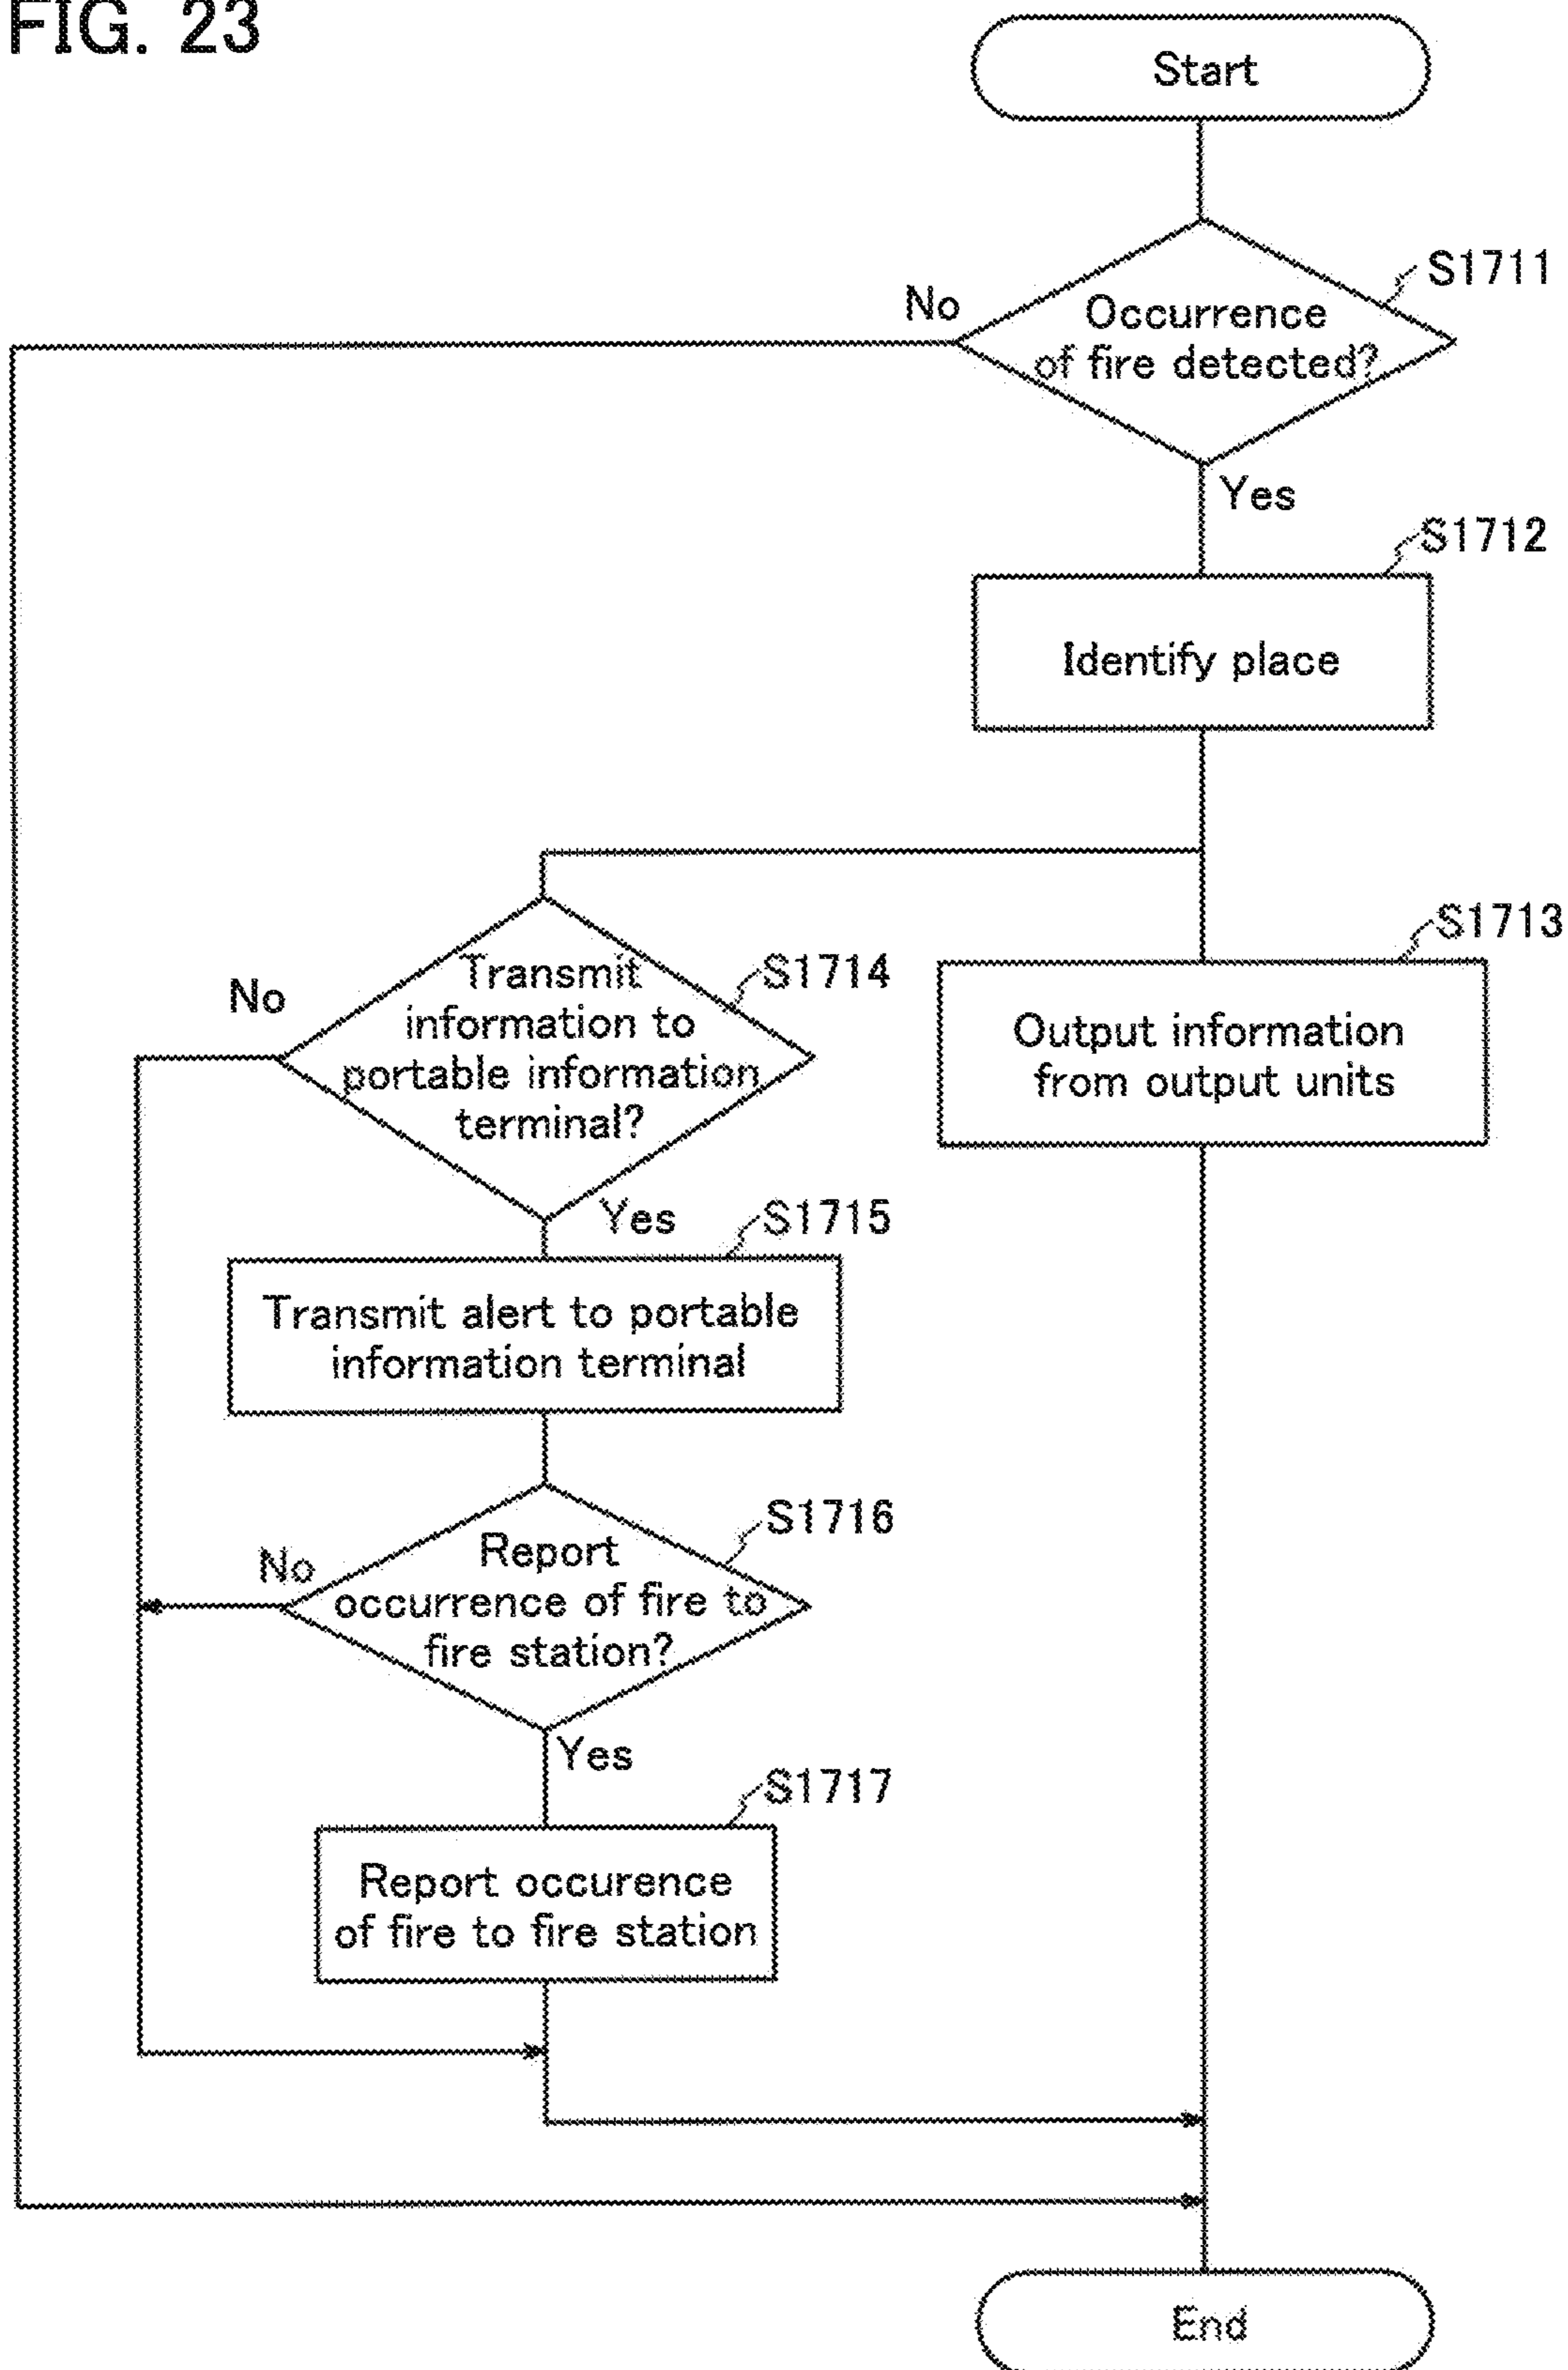 FIG. 23
Start
S1711
No
Occurrence
of fire detected?
Yes
S1712
Identify place
S1713
Output information
from output units
S1714
No
Transmit
information to
portable information
terminal?
Yes
S1715
Transmit alert to portable
information terminal
S1716
No
Report
occurrence of fire to
fire station?
Yes
S1717
Report occurence
of fire to fire station
End